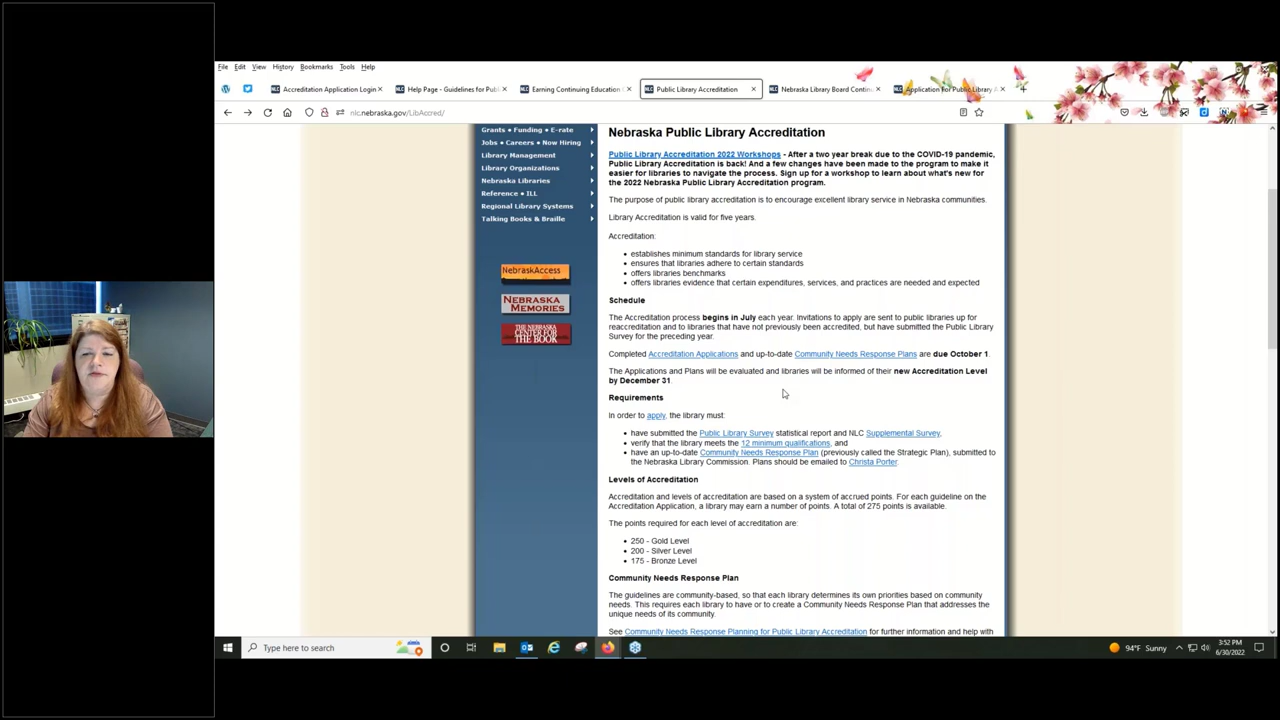 File Edit View History Bookmarks Tools Help
Accreditation Application Login
Help Page - Guidelines for Pub
Earning Continuing Education
Public Library Accreditation
Nebraska Library Board Contin
Application For Public Library A
nlc.nebraska.gov/LibAccred/
Grants • Funding • E-rate
Jobs • Careers • Now Hiring
Library Management
Library Organizations
Nebraska Libraries
Reference • ILL
Regional Library Systems
Talking Books & Braille
NebraskAccess
NEBRASKA
MEMORIES
THE NEBRASKA
CENTER FOR
THE BOOK
Nebraska Public Library Accreditation
Public Library Accreditation 2022 Workshops - After a two year break due to the COVID-19 pandemic,
Public Library Accreditation is back! And a few changes have been made to the program to make it
easier for libraries to navigate the process. Sign up for a workshop to learn about what's new for
the 2022 Nebraska Public Library Accreditation program.
The purpose of public library accreditation is to encourage excellent library service in Nebraska communities.
Library Accreditation is valid for five years.
Accreditation:
• establishes minimum standards for library service
• ensures that libraries adhere to certain standards
• offers libraries benchmarks
• offers libraries evidence that certain expenditures, services, and practices are needed and expected
Schedule
The Accreditation process begins in July each year. Invitations to apply are sent to public libraries up for
reaccreditation and to libraries that have not previously been accredited, but have submitted the Public Library
Survey for the preceding year.
Completed Accreditation Applications and up-to-date Community Needs Response Plans are due October 1.
The Applications and Plans will be evaluated and libraries will be informed of their new Accreditation Level
by December 31.
Requirements
In order to apply, the library must:
• have submitted the Public Library Survey statistical report and NLC Supplemental Survey,
• verify that the library meets the 12 minimum qualifications, and
• have an up-to-date Community Needs Response Plan (previously called the Strategic Plan), submitted to
the Nebraska Library Commission. Plans should be emailed to Christa Porter.
Levels of Accreditation
Accreditation and levels of accreditation are based on a system of accrued points. For each guideline on the
Accreditation Application, a library may earn a number of points. A total of 275 points is available.
The points required for each level of accreditation are:
• 250 - Gold Level
• 200 - Silver Level
• 175 - Bronze Level
Community Needs Response Plan
The guidelines are community-based, so that each library determines its own priorities based on community
needs. This requires each library to have or to create a Community Needs Response Plan that addresses the
unique needs of its community.
See Community Needs Response Planning for Public Library Accreditation for further information and help with
Type here to search
94°F Sunny
3:52 PM
6/30/2022